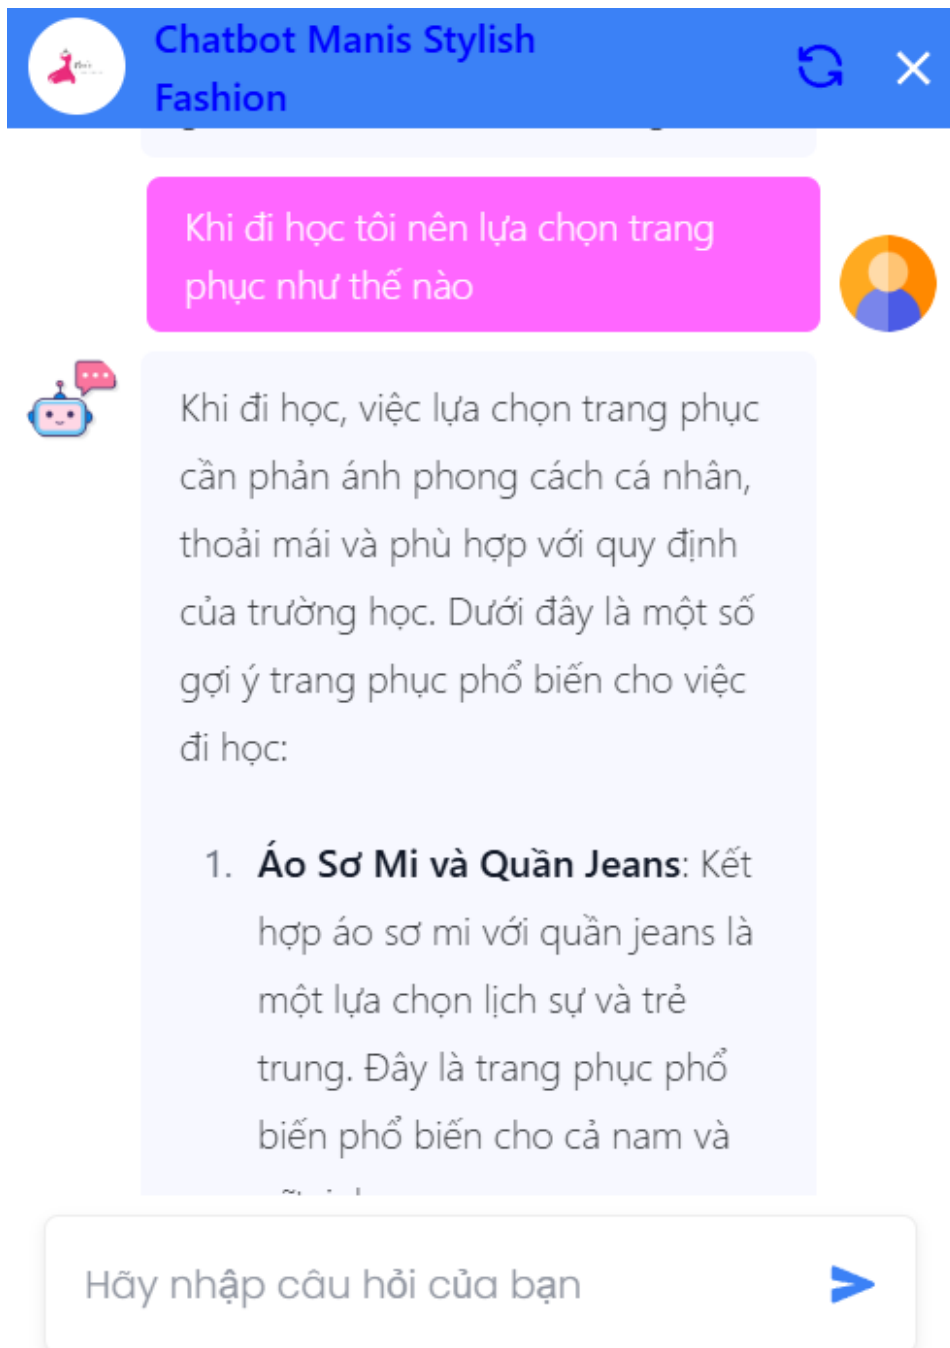 Chatbot Manis Stylish
Fashion
Khi đi học tôi nên lựa chọn trang
phục như thế nào
Khi đi học, việc lựa chọn trang phục
cần phản ánh phong cách cá nhân,
thoải mái và phù hợp với quy định
của trường học. Dưới đây là một số
gợi ý trang phục phổ biến cho việc
đi học:
1. Áo Sơ Mi và Quần Jeans: Kết
hợp áo sơ mi với quần jeans là
một lựa chọn lịch sự và trẻ
trung. Đây là trang phục phổ
biến phổ biến cho cả nam và
Hãy nhập câu hỏi của bạn